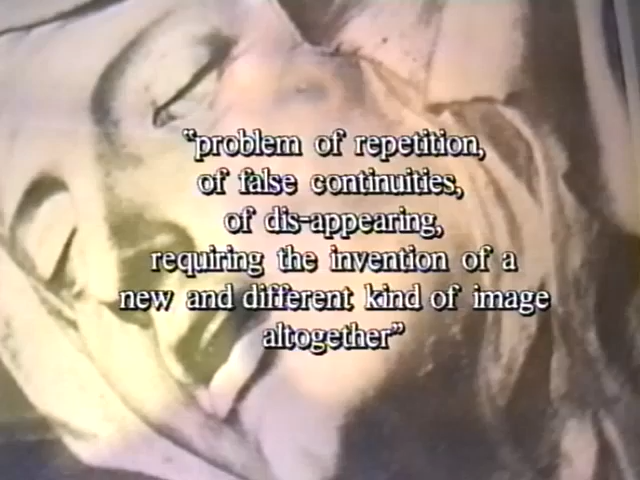 "problem of repetition,
of false continuities,
of dis-appearing,
requiring the invention of a
new and different kind of image
altogether"